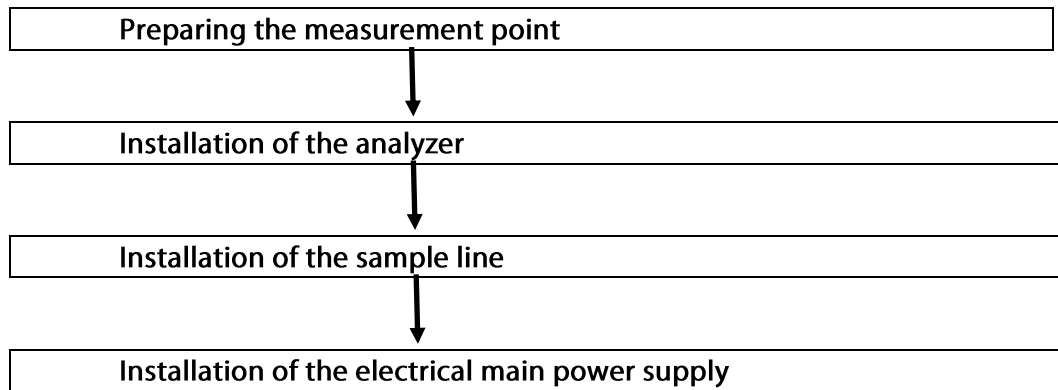 Preparing the measurement point
Installation of the analyzer
Installation of the sample line
Installation of the electrical main power supply